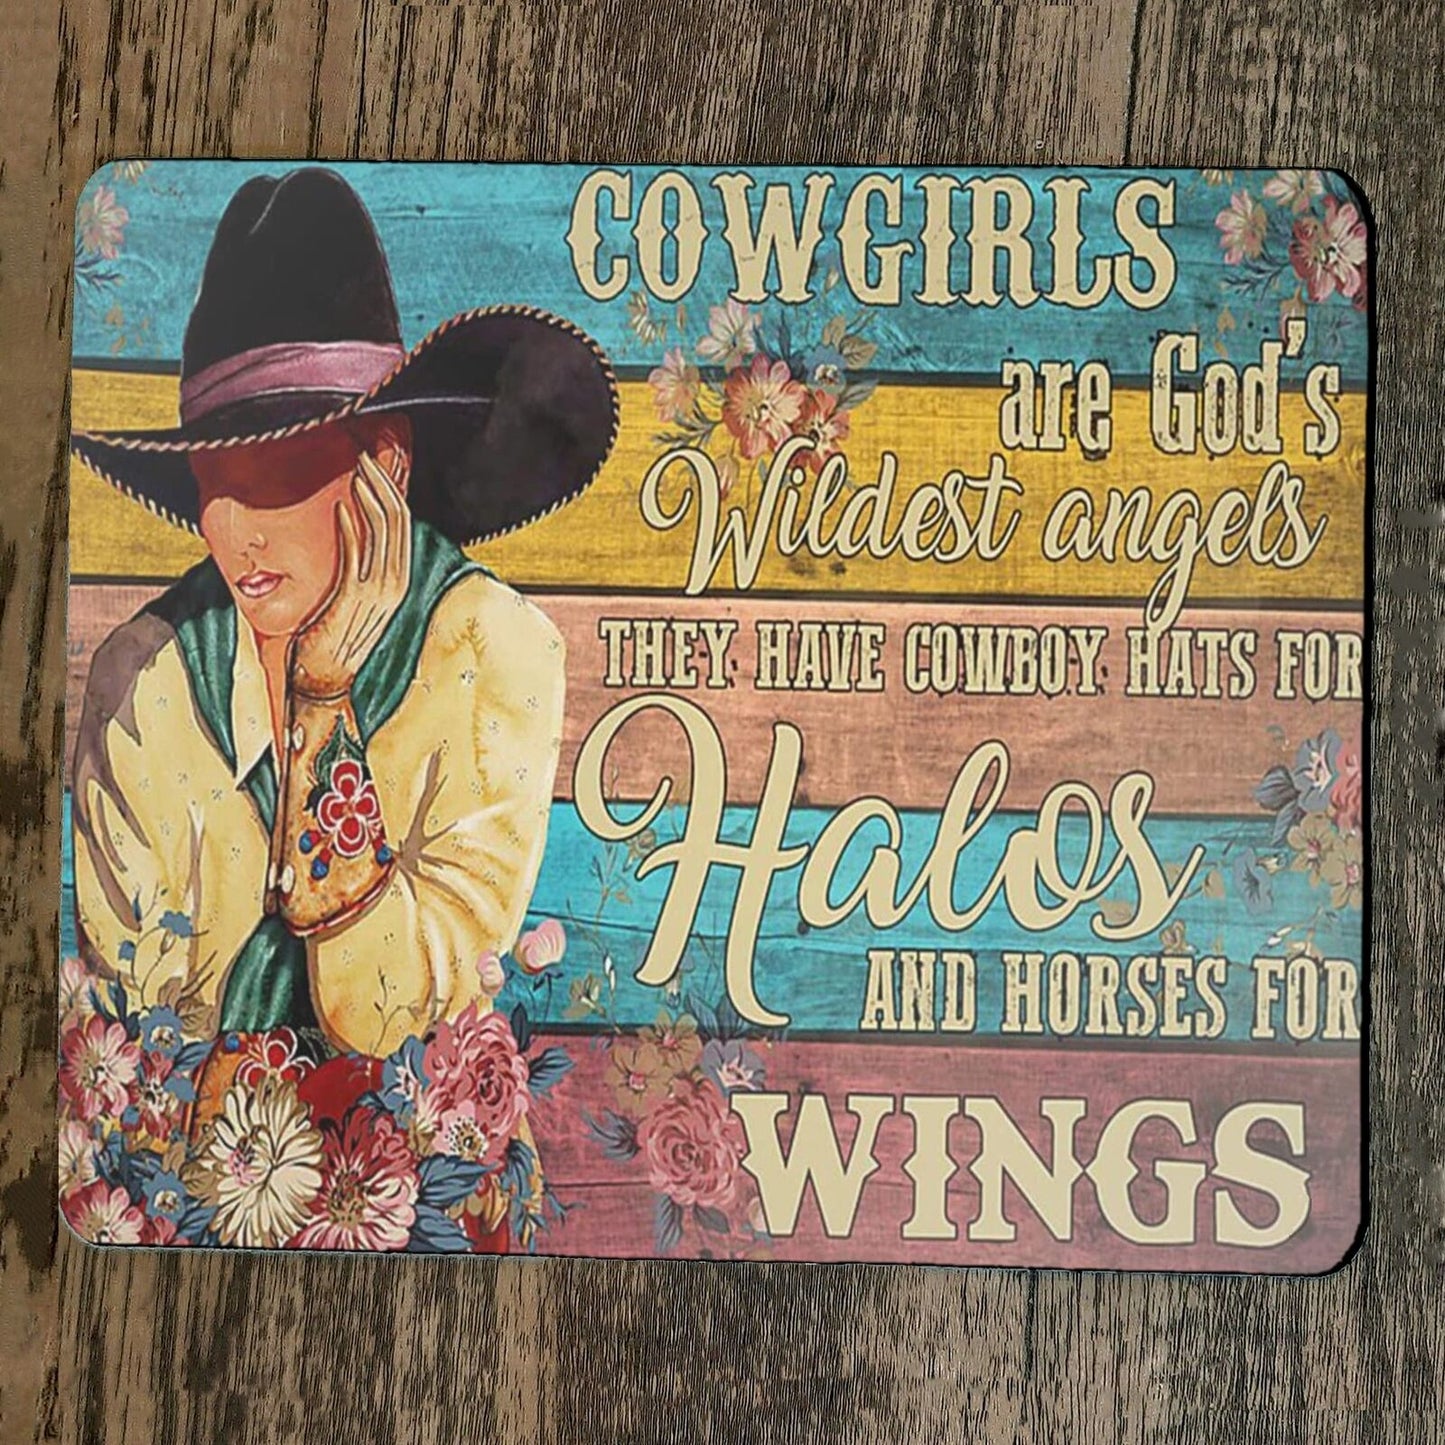 COWGIRLS
are God's
Wildest angels
THEY HAVE COWBOY HATS FOR
Halos
AND HORSES FOR
WINGS